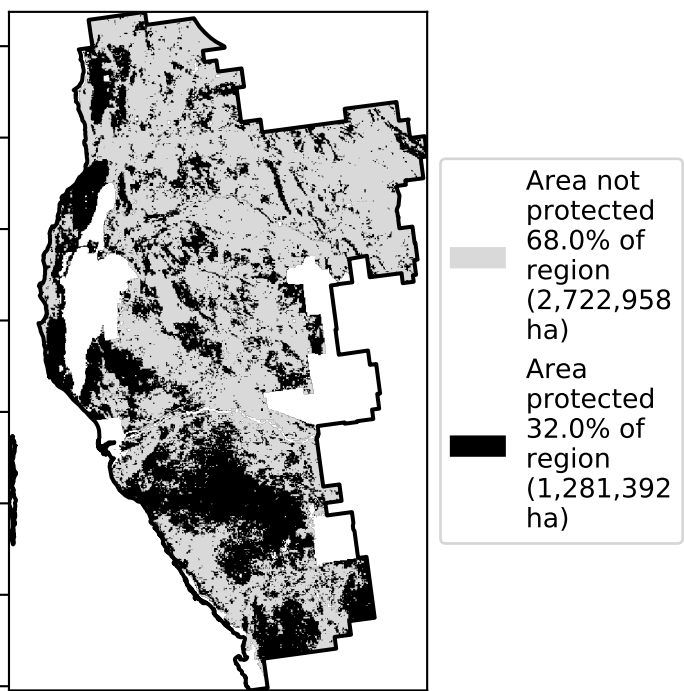 Area not
protected
68.0% of
region
(2,722,958
ha)
Area
protected
32.0% of
region
(1,281,392
ha)